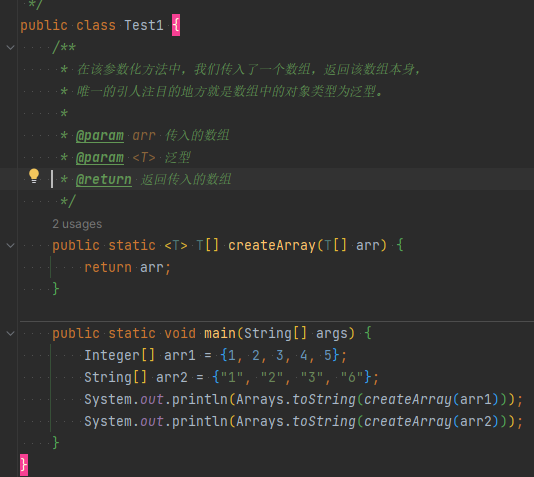 */
public class Test1 {
/**
* 在该参数化方法中，我们传入了一个数组，返回该数组本身，
* 唯一的引人注目的地方就是数组中的对象类型为泛型。
*
* @param arr 传入的数组
* @param <T> 泛型
* @return 返回传入的数组
*/
2 usages
public static <T> T[] createArray(T[] arr) {
return arr;
}
public static void main(String[] args) {
Integer[] arr1 = {1, 2, 3, 4, 5};
String[] arr2 = {"1", "2", "3", "6"};
System.out.println(Arrays.toString(createArray(arr1)));
System.out.println(Arrays.toString(createArray(arr2)));
}
}